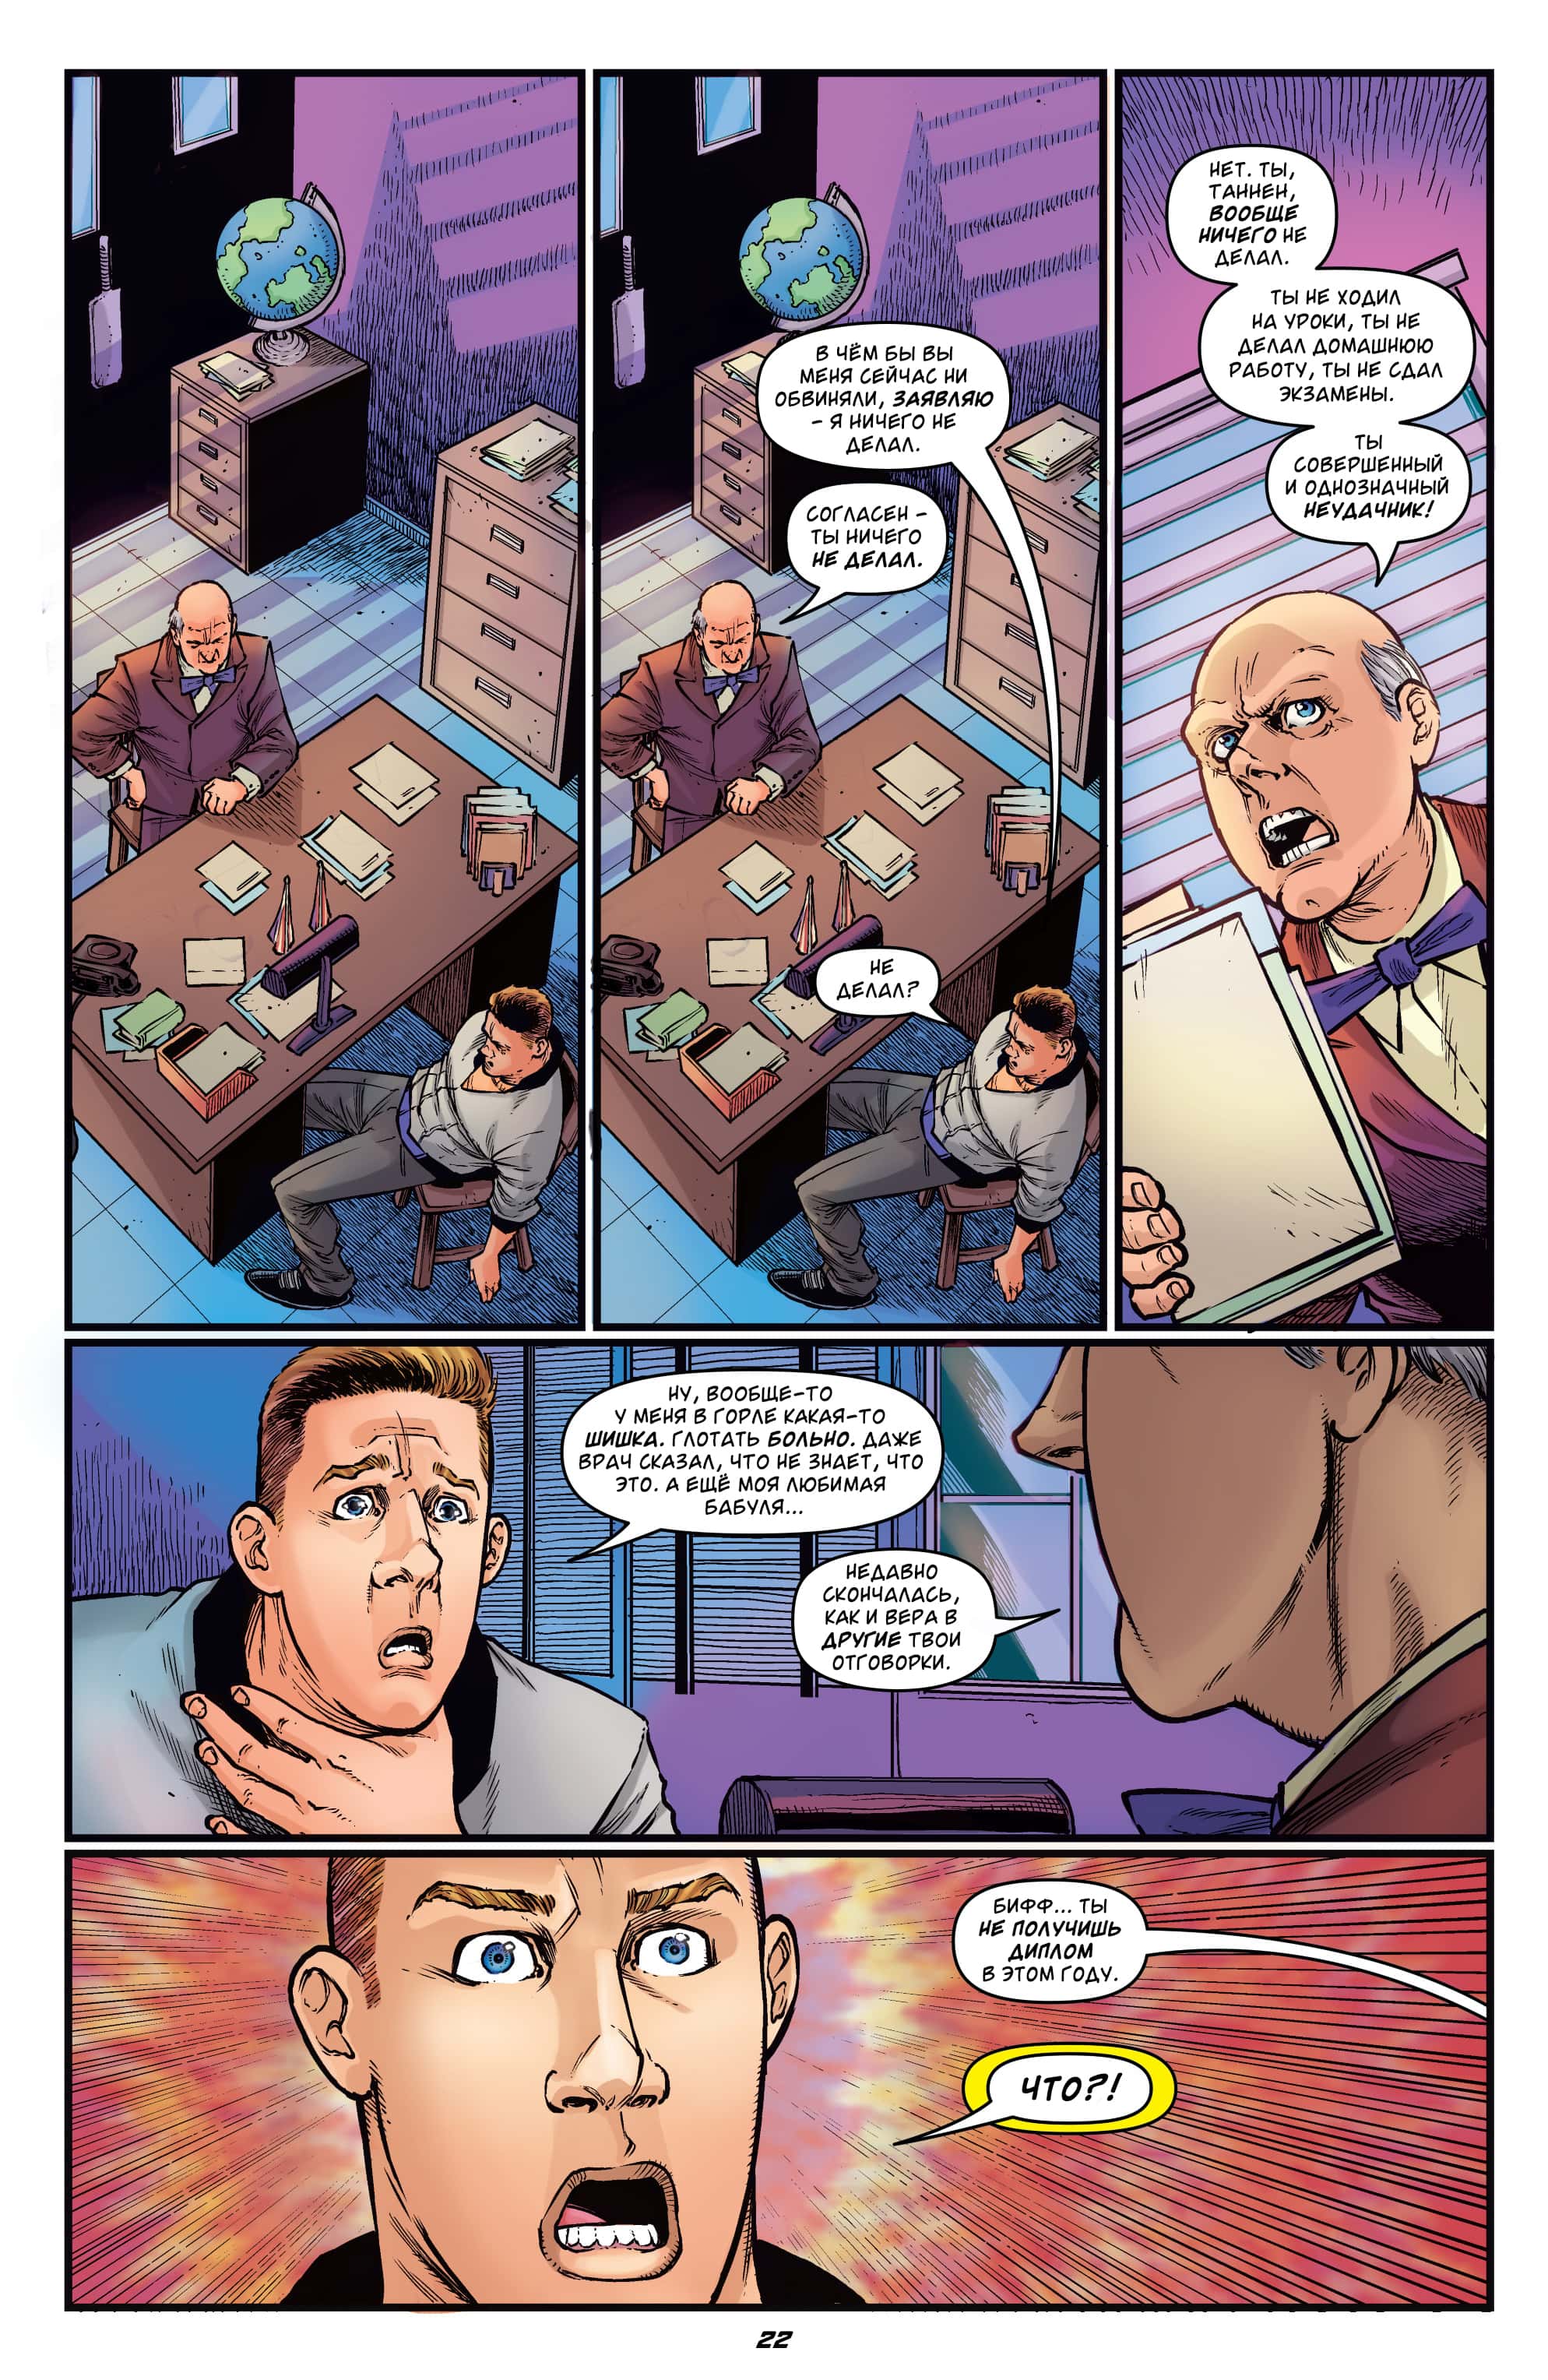 В ЧЁМ БЫ ВЫ
МЕНЯ СЕЙЧАС НИ
ОБВИНЯЛИ, ЗАЯВЛЯЮ
- Я НИЧЕГО НЕ
ДЕЛАЛ.
СОГЛАСЕН -
ТЫ НИЧЕГО
НЕ ДЕЛАЛ.
НЕ
ДЕЛАЛ?
НЕТ. ТЫ,
ТАННЕН,
ВООБЩЕ
НИЧЕГО НЕ
ДЕЛАЛ.
ТЫ НЕ ХОДИЛ
НА УРОКИ, ТЫ НЕ
ДЕЛАЛ ДОМАШНЮЮ
РАБОТУ, ТЫ НЕ СДАЛ
ЭКЗАМЕНЫ.
ТЫ
СОВЕРШЕННЫЙ
И ОДНОЗНАЧНЫЙ
НЕУДАЧНИК!
НУ, ВООБЩЕ-ТО
У МЕНЯ В ГОРЛЕ КАКАЯ-ТО
ШИШКА. ГЛОТАТЬ БОЛЬНО. ДАЖЕ
ВРАЧ СКАЗАЛ, ЧТО НЕ ЗНАЕТ, ЧТО
ЭТО. А ЕЩЁ МОЯ ЛЮБИМАЯ
БАБУЛЯ...
НЕДАВНО
СКОНЧАЛАСЬ,
КАК И ВЕРА В
ДРУГИЕ ТВОИ
ОТГОВОРКИ.
БИФФ... ТЫ
НЕ ПОЛУЧИШЬ
ДИПЛОМ
В ЭТОМ ГОДУ.
ЧТО?!
22